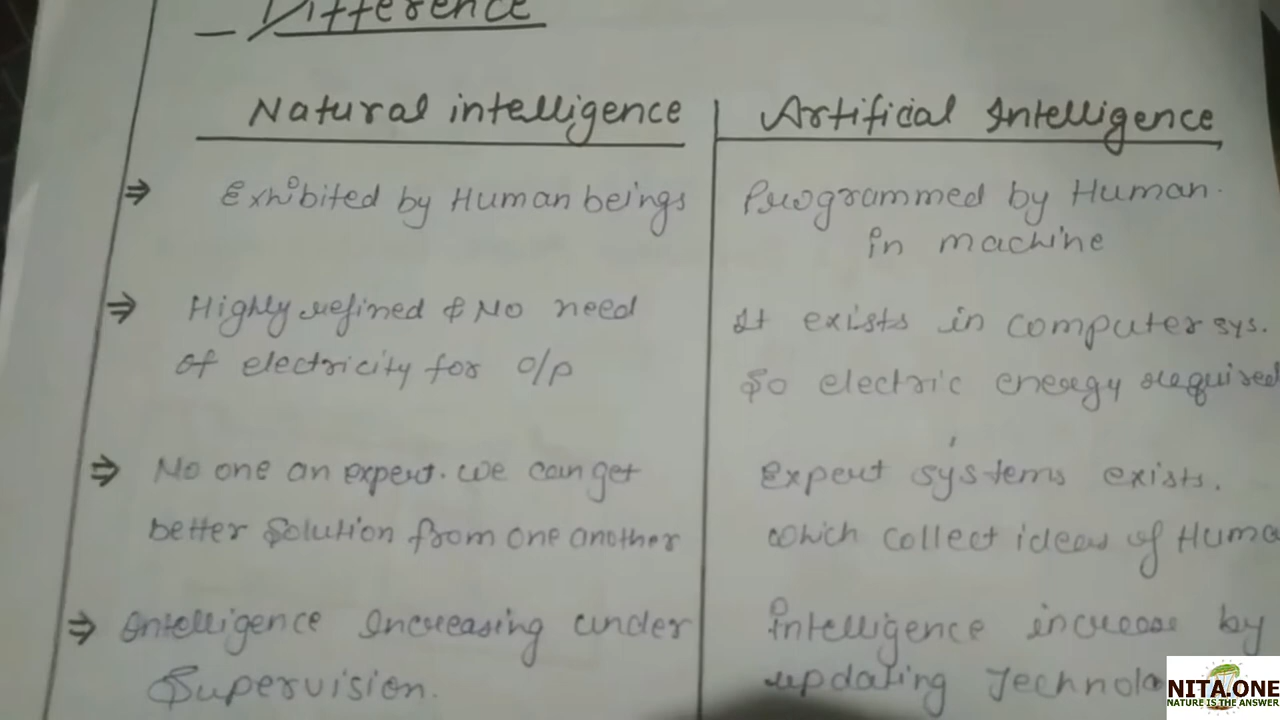 – Difference
Natural intelligence
Artifical Intelligence
⇒ Exhibited by Human beings
Programmed by Human.
in machine
⇒ Highly refined & No need
of electricity for o/p
It exists in computer sys.
So electric energy required
⇒ No one an expert. we can get
better solution from one another
Expert systems exists.
which collect ideas of Huma
⇒ Intelligence Increasing under
Supervision.
intelligence increase by
updating Technolo
NITA.ONE
NATURE IS THE ANSWER